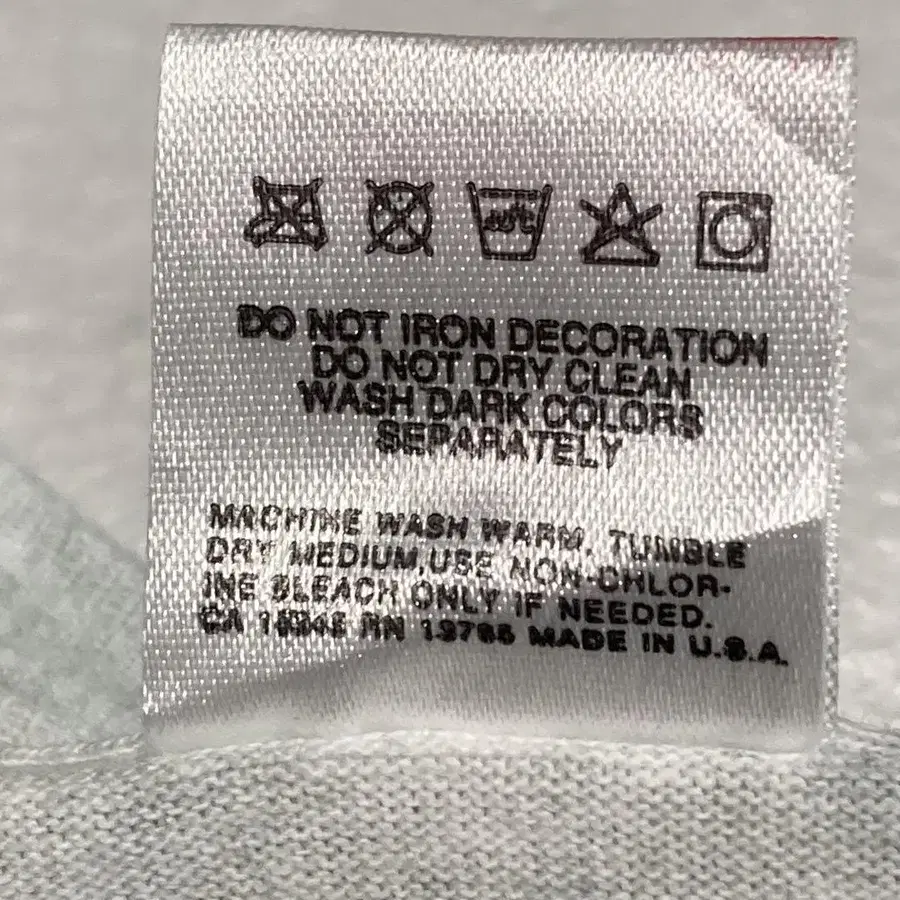 DO NOT IRON DECORATION
DO NOT DRY CLEAN
WASH DARK COLORS
SEPARATELY
MACHINE WASH WARM. TUMBLE
DRY MEDIUM, USE NON-CHLOR-
INE BLEACH ONLY IF NEEDED.
CA RN MADE IN U.S.A.